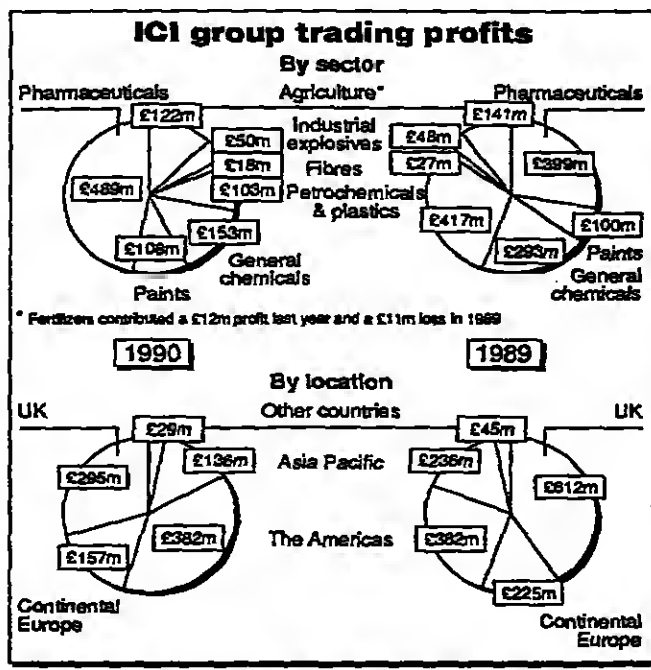 ICI group trading profits
By sector
Pharmaceuticals Agriculture* Pharmaceuticals
£122m £141m
Industrial explosives
£50m £48m
£18m Fibres £27m
£399m
£489m £103m Petrochemicals & plastics £417m
£153m £100m
£108m £293m Paints
General chemicals General chemicals
Paints
* Fertilizers contributed a £12m profit last year and a £11m loss in 1989
1990 1989
By location
UK Other countries UK
£29m £45m
£136m Asia Pacific £236m
£295m £612m
£382m The Americas £382m
£157m £225m
Continental Europe Continental Europe